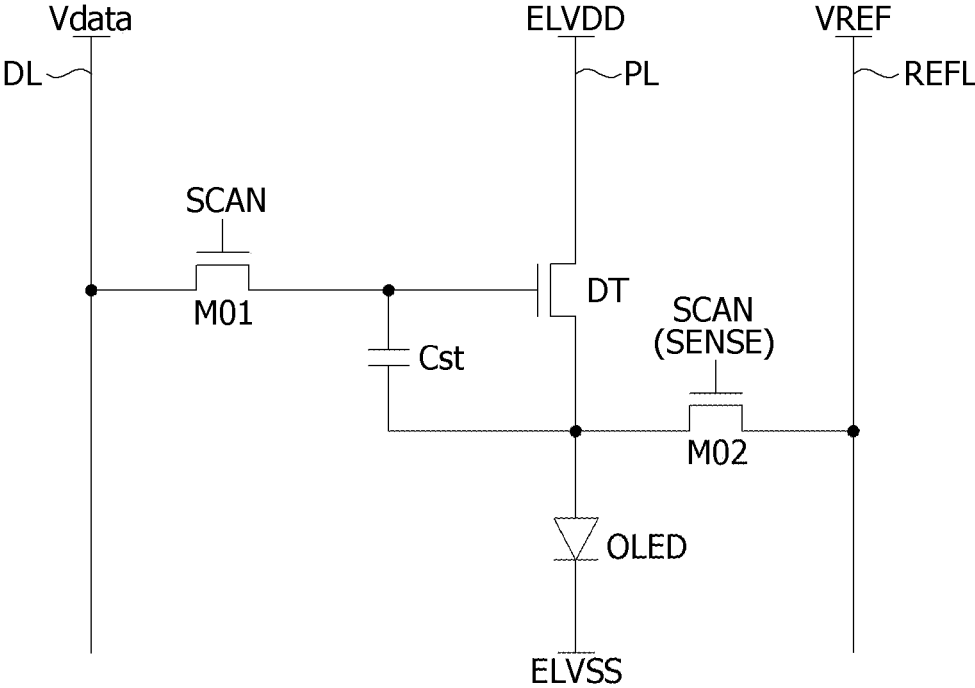 Vdata
ELVDD
VREF
DL
PL
REFL
SCAN
M01
DT
SCAN
(SENSE)
Cst
M02
OLED
ELVSS